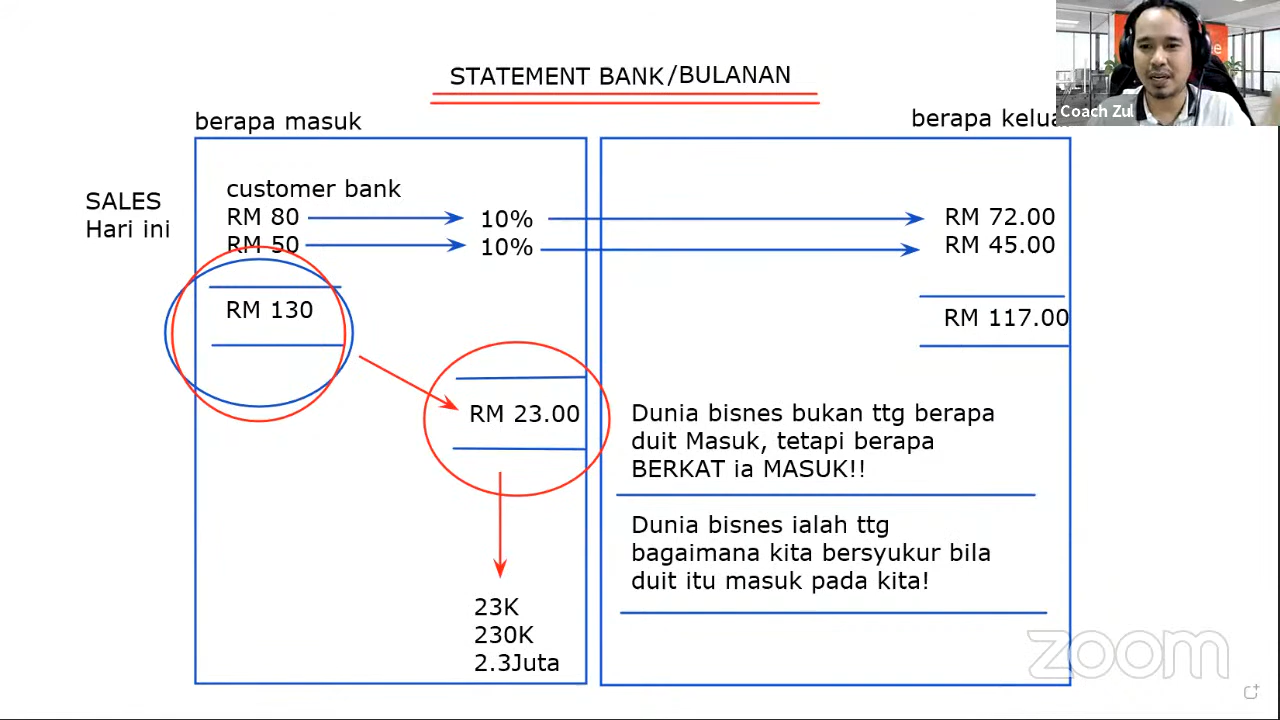 STATEMENT BANK/BULANAN
berapa masuk
berapa kelua
Coach Zul
SALES
Hari ini
customer bank
RM 80
10%
RM 72.00
RM 50
10%
RM 45.00
RM 130
RM 117.00
RM 23.00
Dunia bisnes bukan ttg berapa
duit Masuk, tetapi berapa
BERKAT ia MASUK!!
Dunia bisnes ialah ttg
bagaimana kita bersyukur bila
duit itu masuk pada kita!
23K
230K
2.3Juta
zoom